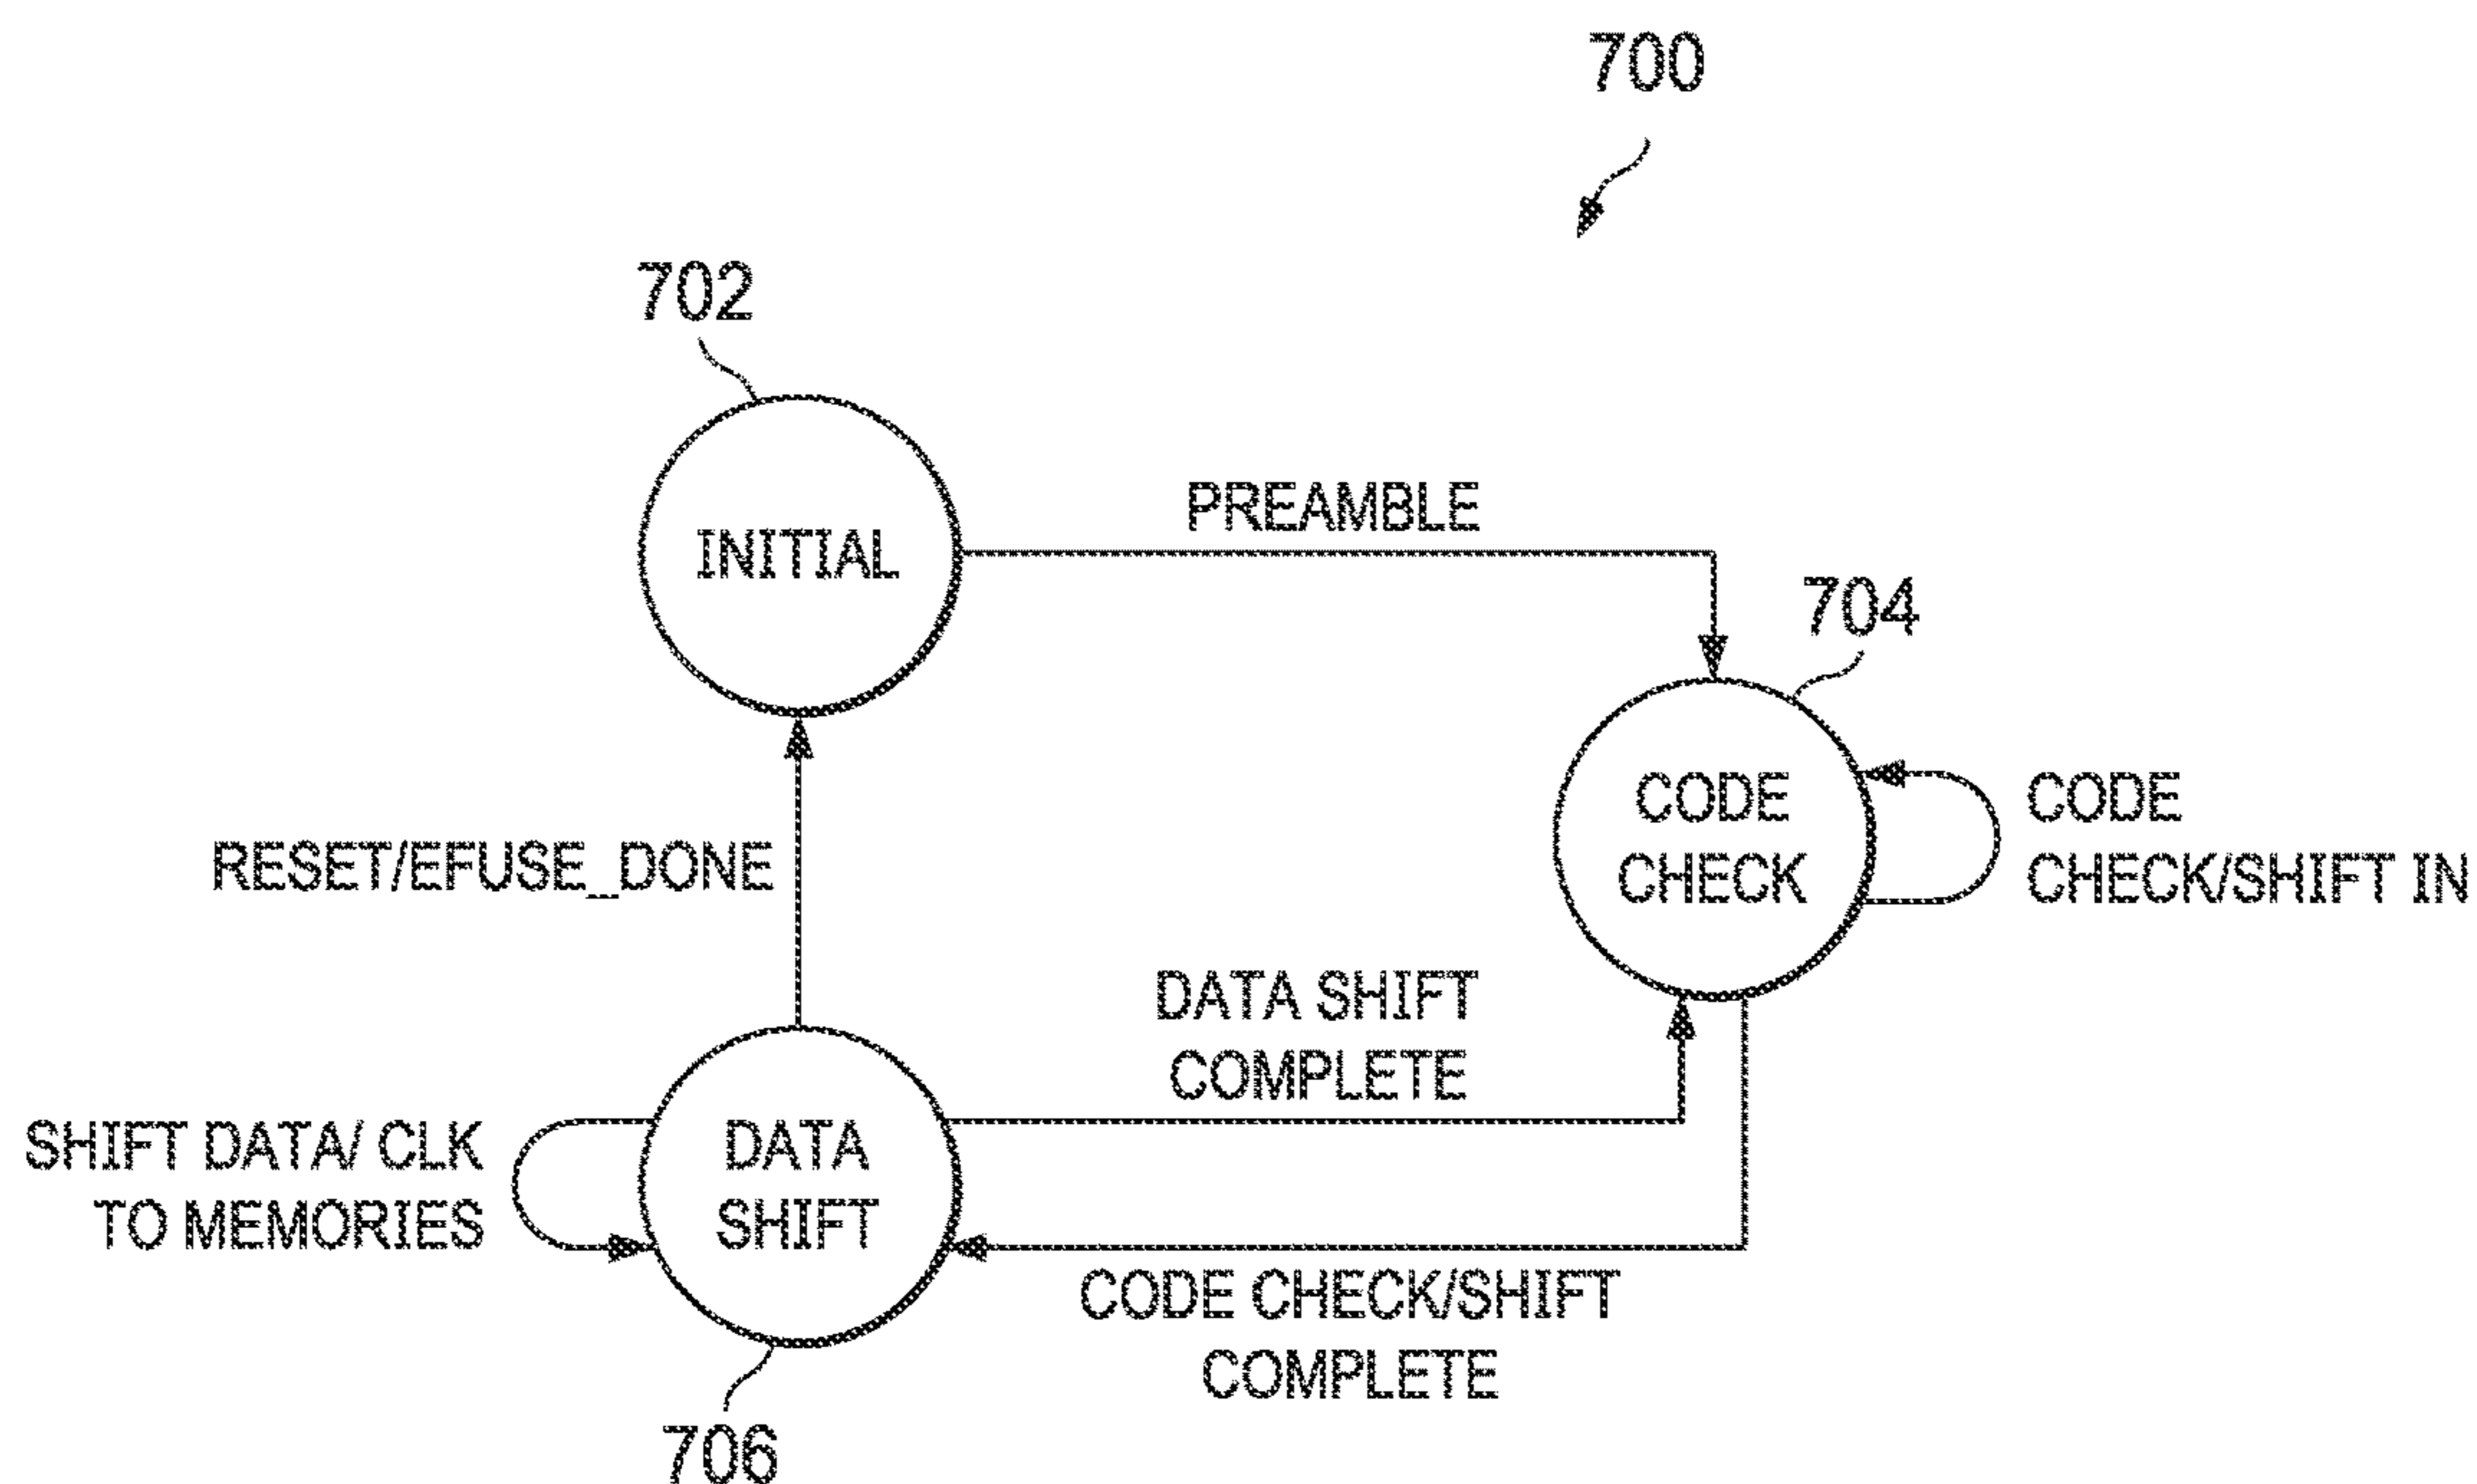 700
702
INITIAL
PREAMBLE
704
CODE
CHECK
CODE
CHECK/SHIFT IN
RESET/EFUSE_DONE
DATA SHIFT
COMPLETE
SHIFT DATA/ CLK
TO MEMORIES
DATA
SHIFT
CODE CHECK/SHIFT
COMPLETE
706